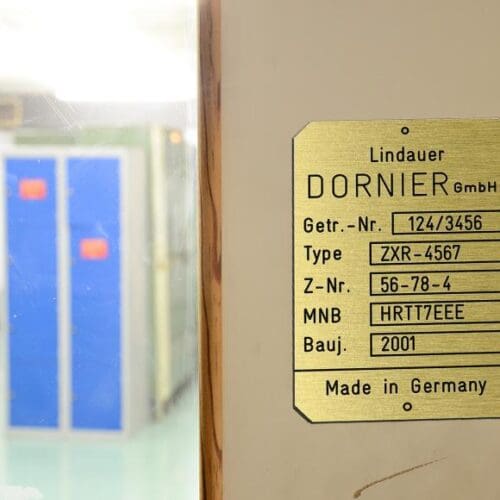 Lindauer
DORNIER GmbH
Getr.-Nr. 124/3456
Type ZXR-4567
Z-Nr. 56-78-4
MNB HRTT7EEE
Bauj. 2001
Made in Germany